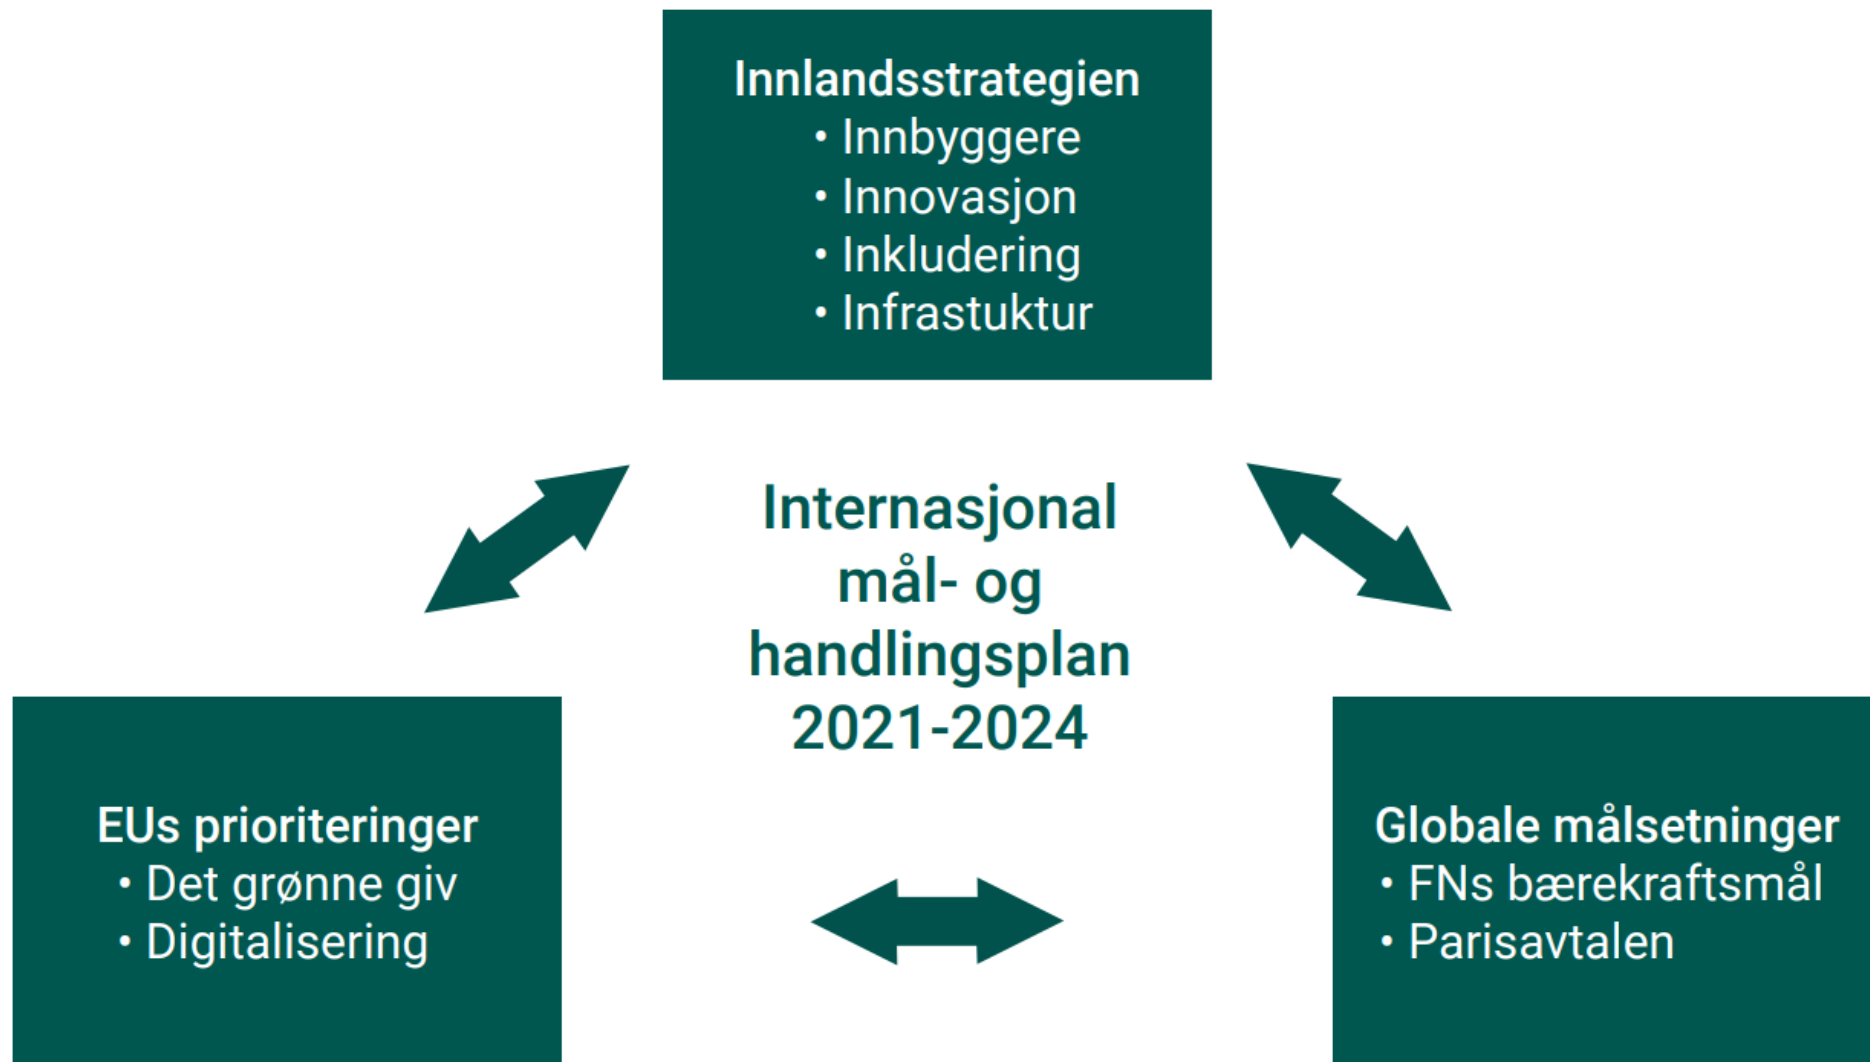 Innlandsstrategien
• Innbyggere
• Innovasjon
• Inkludering
• Infrastuktur
Internasjonal
mål- og
handlingsplan
2021-2024
EUs prioriteringer
• Det grønne giv
• Digitalisering
Globale målsetninger
• FNs bærekraftsmål
• Parisavtalen